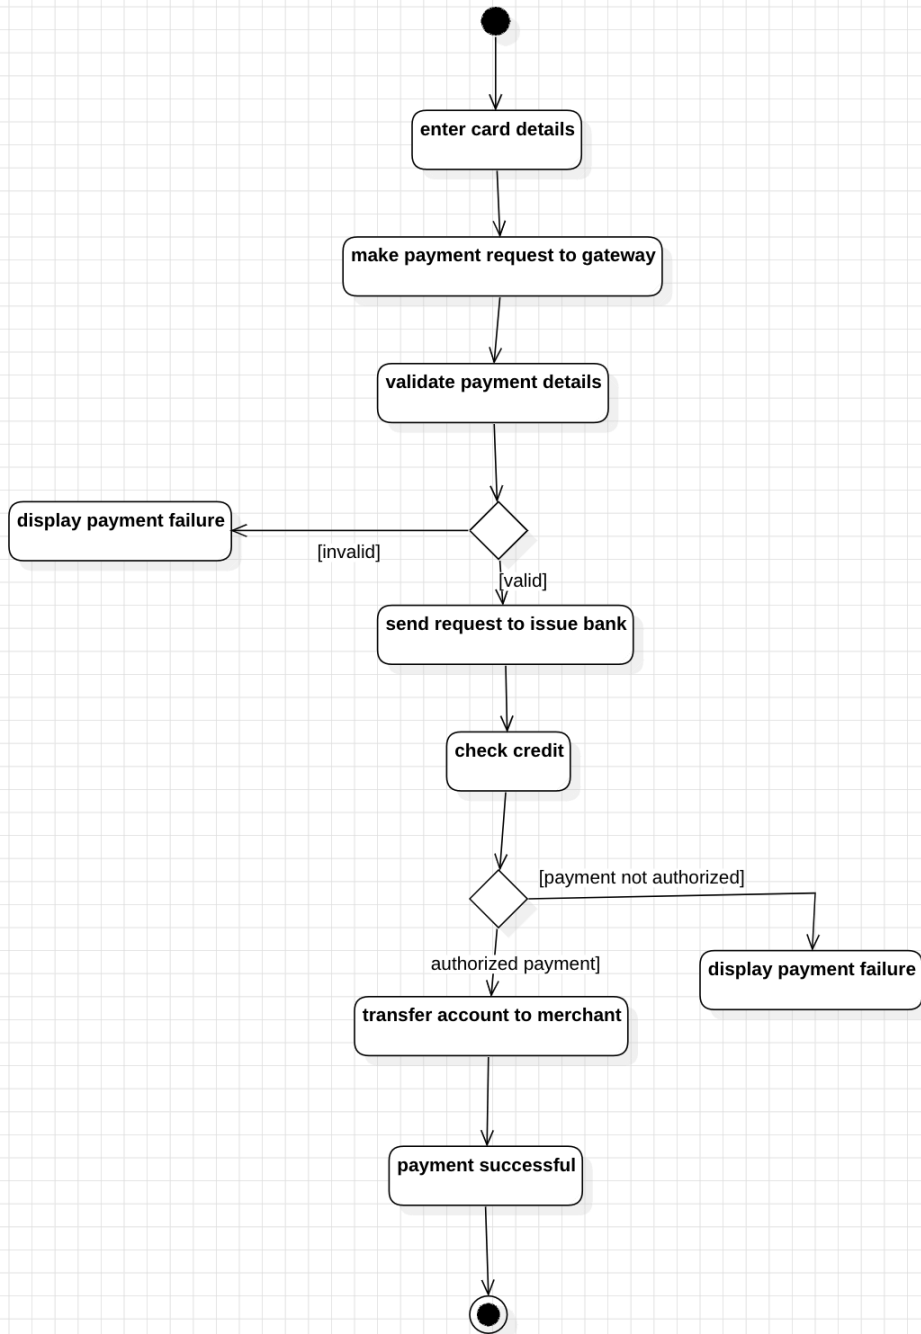 enter card details
make payment request to gateway
validate payment details
display payment failure
[invalid]
[valid]
send request to issue bank
check credit
[payment not authorized]
authorized payment]
display payment failure
transfer account to merchant
payment successful